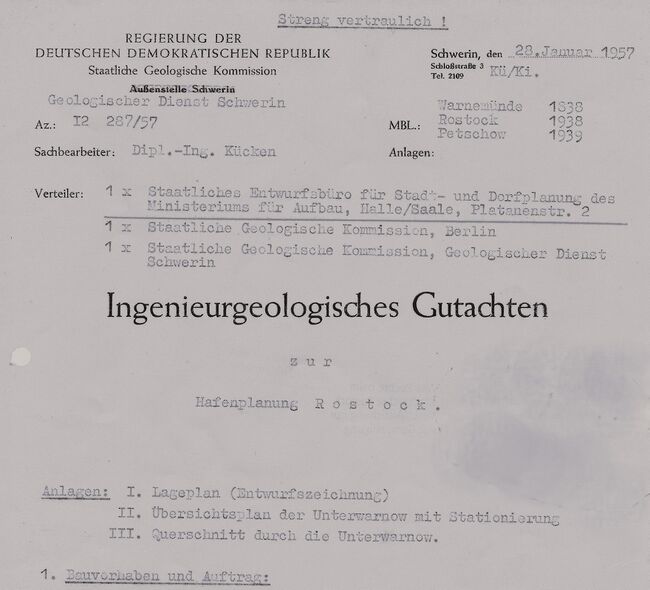 Streng vertraulich !
REGIERUNG DER
DEUTSCHEN DEMOKRATISCHEN REPUBLIK
Staatliche Geologische Kommission
Außenstelle Schwerin
Geologischer Dienst Schwerin
Az.: I2 287/57
Sachbearbeiter: Dipl.-Ing. Kücken
Schwerin, den 28.Januar 1957
Schloßstraße 3
Tel. 2109
Kü/Ki.
MBL.: Warnemünde 1838
Rostock 1938
Petschow 1939
Anlagen:
Verteiler: 1 x Staatliches Entwurfsbüro für Stadt- und Dorfplanung des
Ministeriums für Aufbau, Halle/Saale, Platanenstr. 2
1 x Staatliche Geologische Kommission, Berlin
1 x Staatliche Geologische Kommission, Geologischer Dienst
Schwerin
Ingenieurgeologisches Gutachten
z u r
Hafenplanung R o s t o c k .
Anlagen: I. Lageplan (Entwurfszeichnung)
II. Übersichtsplan der Unterwarnow mit Stationierung
III. Querschnitt durch die Unterwarnow.
1. Bauvorhaben und Auftrag: